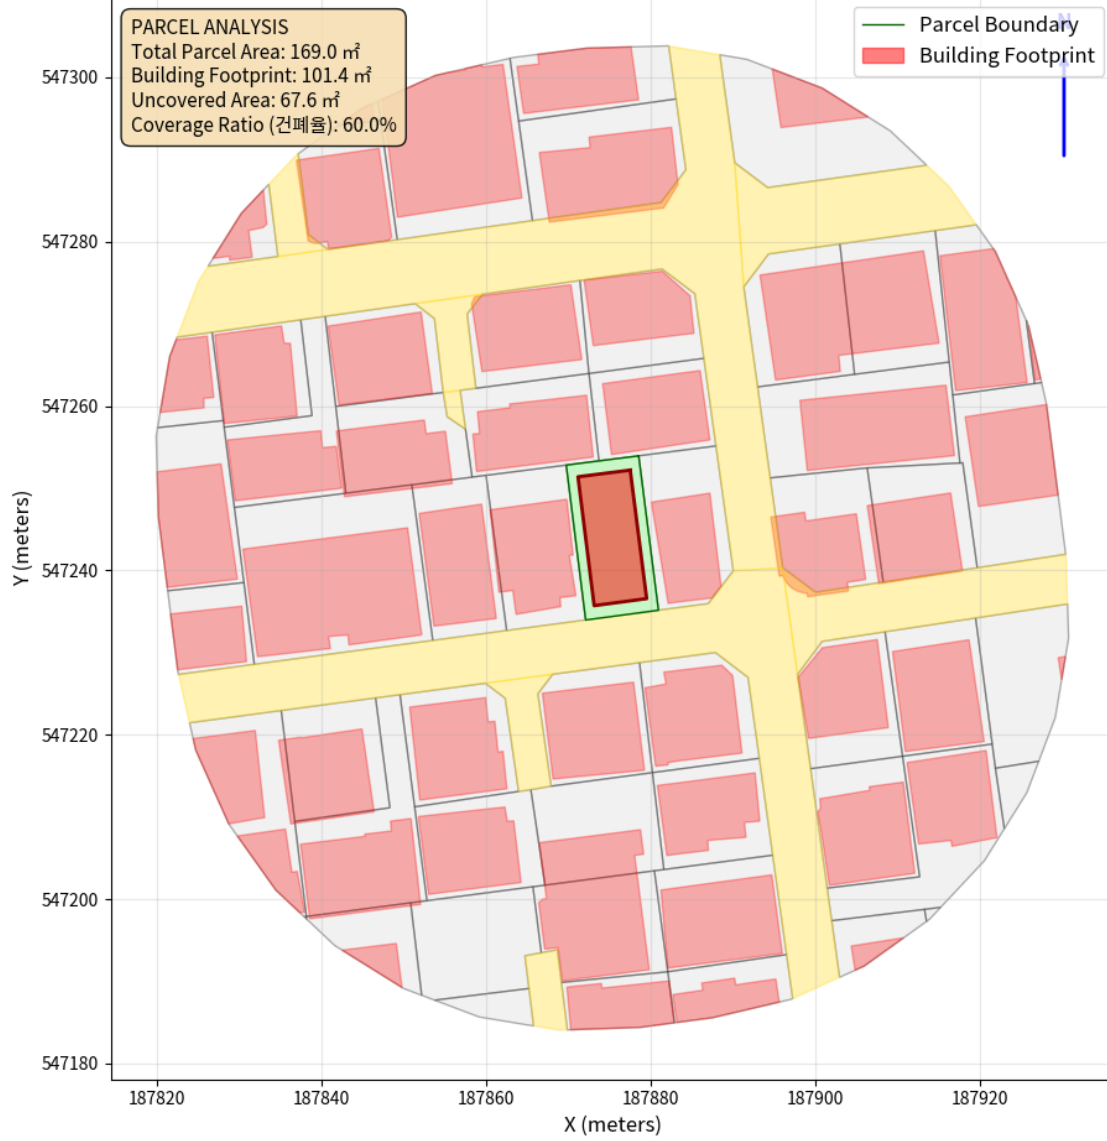 PARCEL ANALYSIS
Total Parcel Area: 169.0 ㎡
Building Footprint: 101.4 ㎡
Uncovered Area: 67.6 ㎡
Coverage Ratio (건폐율): 60.0%
Parcel Boundary
Building Footprint
N
547300
547280
547260
547240
547220
547200
547180
Y (meters)
187820
187840
187860
187880
187900
187920
X (meters)